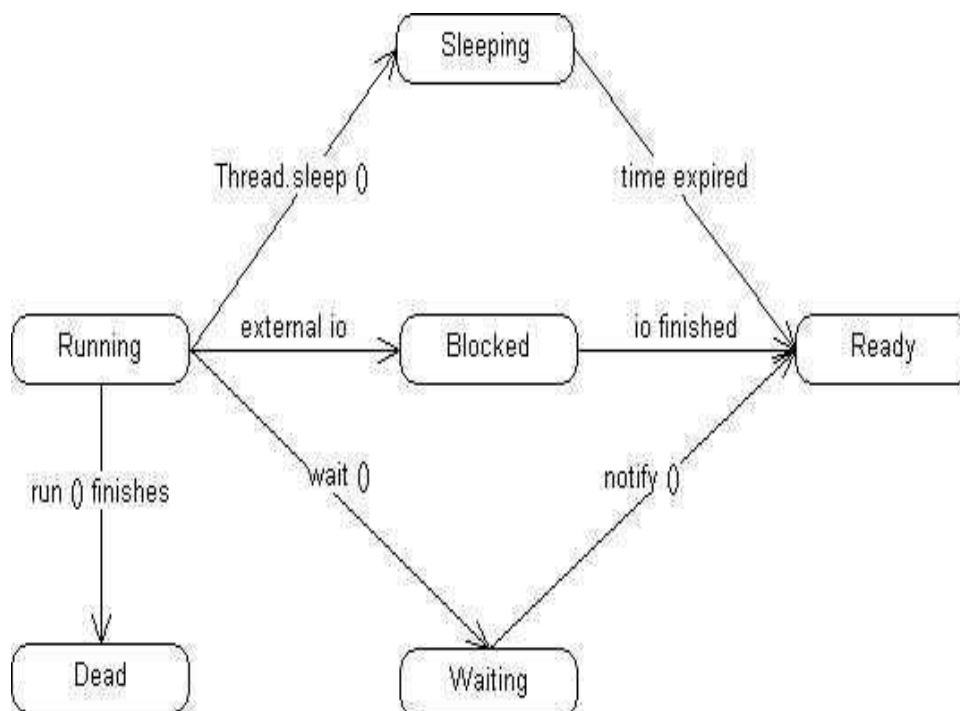 Sleeping
Thread.sleep ()
time expired
Running
external io
Blocked
io finished
Ready
run () finishes
wait ()
notify ()
Dead
Waiting